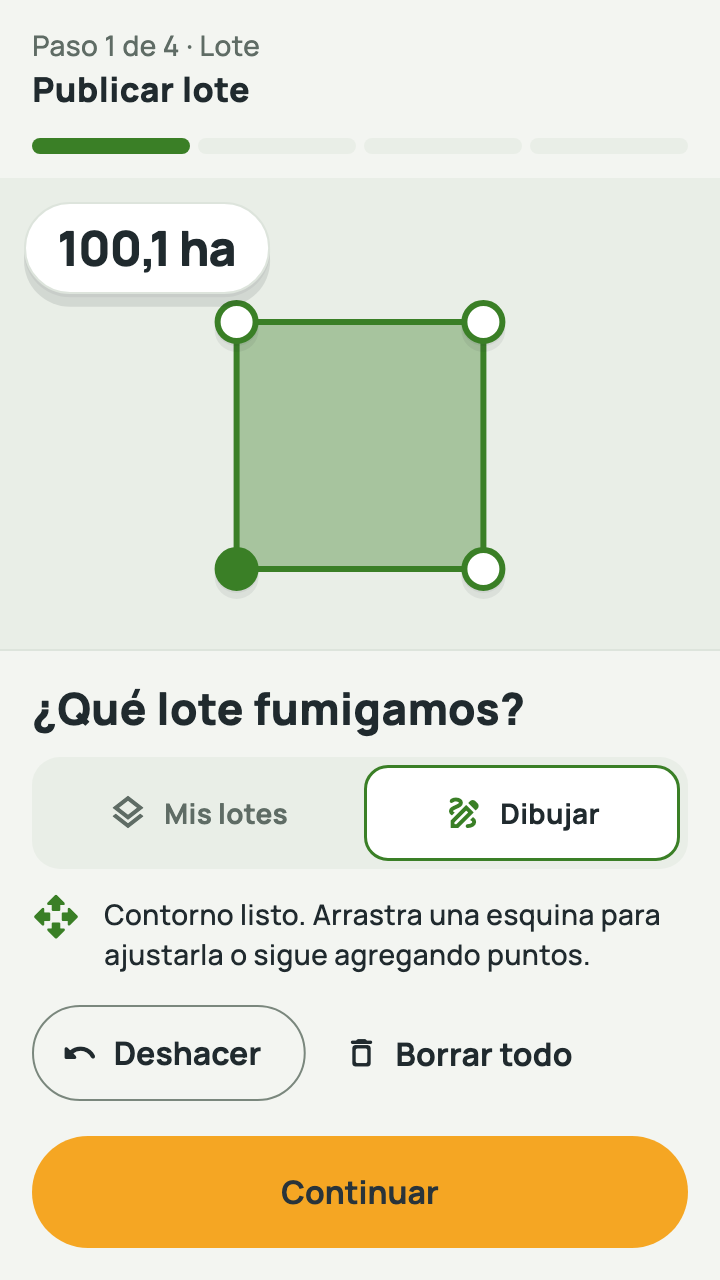 Paso 1 de 4 · Lote
Publicar lote
100,1 ha
¿Qué lote fumigamos?
Mis lotes
Dibujar
Contorno listo. Arrastra una esquina para
ajustarla o sigue agregando puntos.
Deshacer
Borrar todo
Continuar